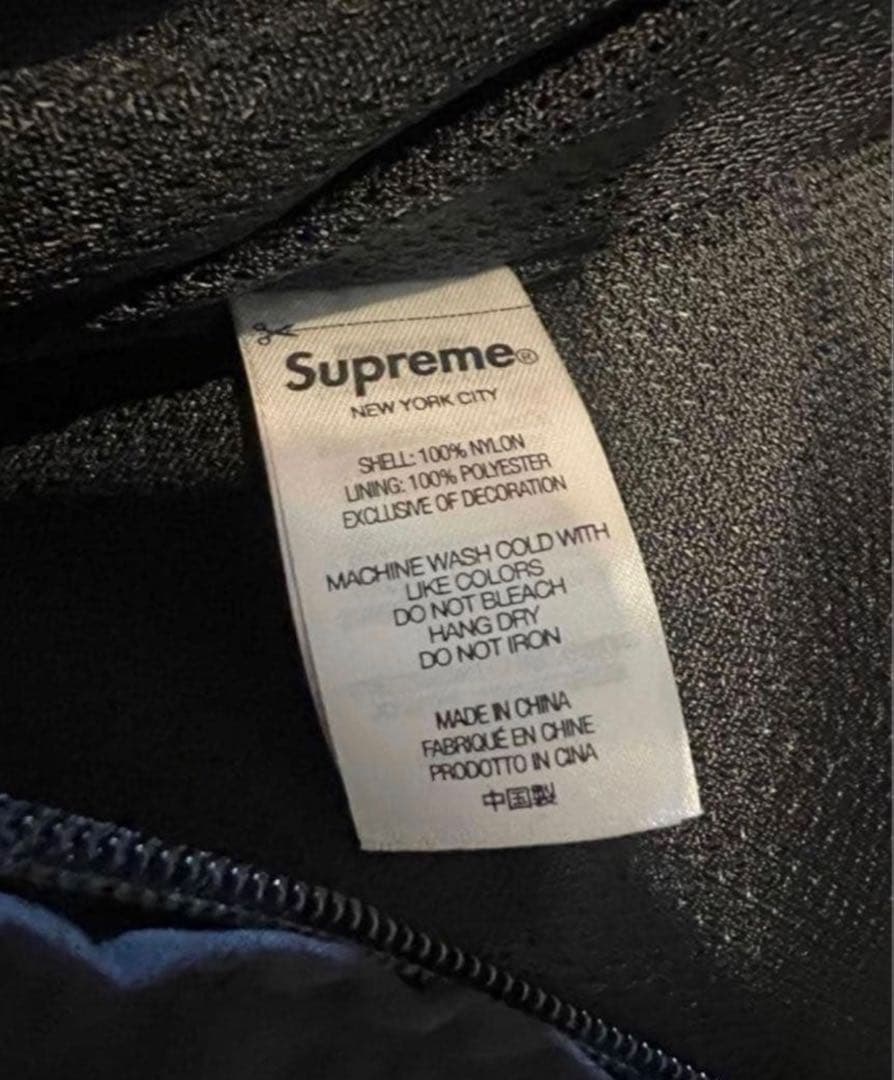 Supreme®
NEW YORK CITY
SHELL: 100% NYLON
LINING: 100% POLYESTER
EXCLUSIVE OF DECORATION
MACHINE WASH COLD WITH
LIKE COLORS
DO NOT BLEACH
HANG DRY
DO NOT IRON
MADE IN CHINA
FABRIQUÉ EN CHINE
PRODOTTO IN CINA
中国製